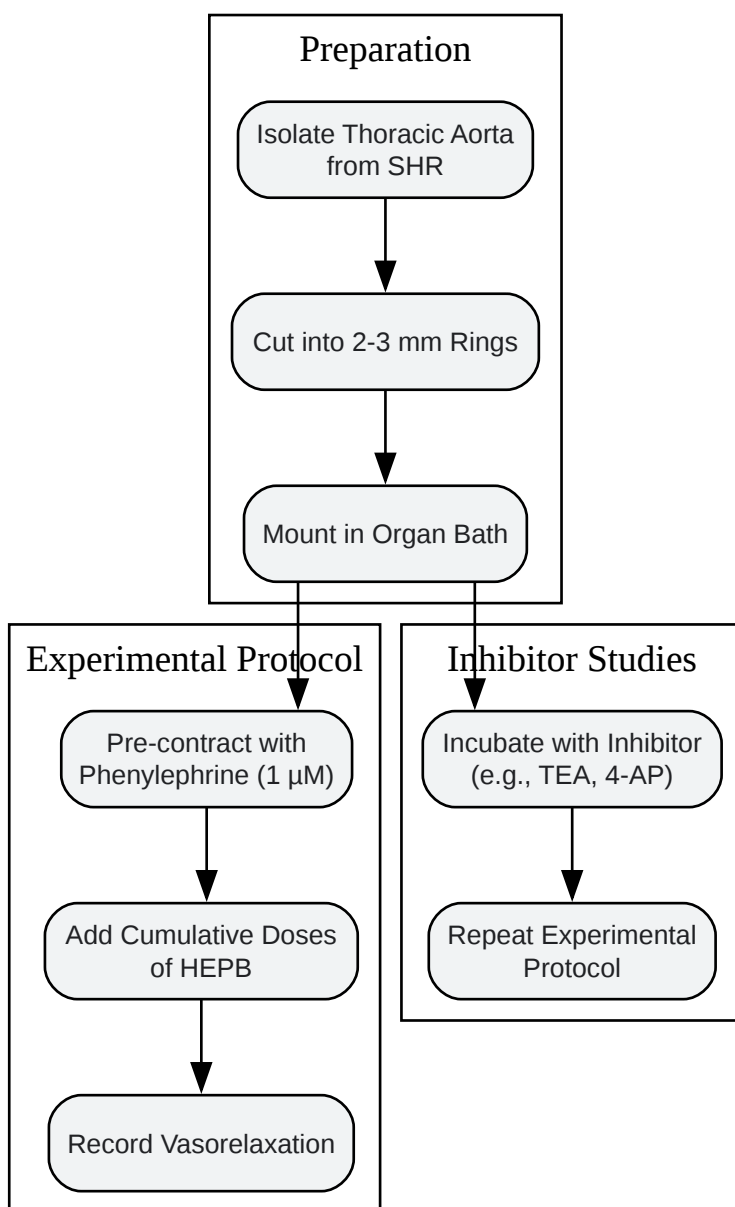 Preparation
Isolate Thoracic Aorta
from SHR
Cut into 2-3 mm Rings
Mount in Organ Bath
Experimental Protocol
Pre-contract with
Phenylephrine (1 µM)
Add Cumulative Doses
of HEPB
Record Vasorelaxation
Inhibitor Studies
Incubate with Inhibitor
(e.g., TEA, 4-AP)
Repeat Experimental
Protocol